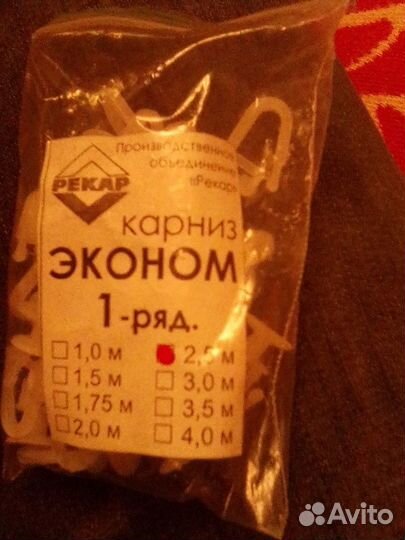 Производственное
объединение
«Рекар»
РЕКАР
карниз
ЭКОНОМ
1-ряд.
1,0 м
2,5 м
1,5 м
3,0 м
1,75 м
3,5 м
2,0 м
4,0 м
Avito